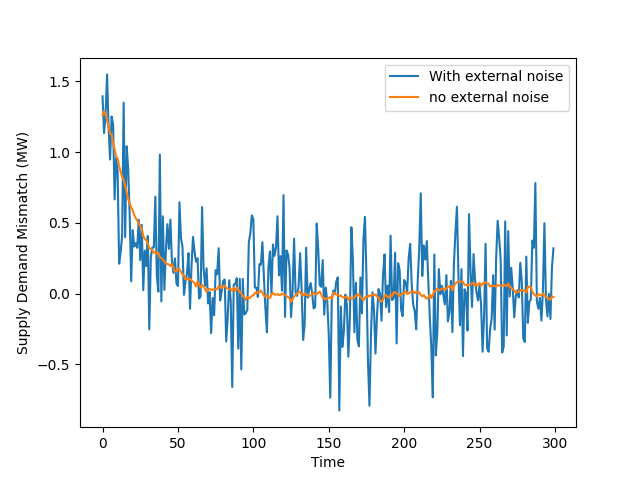 With external noise
no external noise
1.5
1.0
0.5
0.0
−0.5
Supply Demand Mismatch (MW)
0 50 100 150 200 250 300
Time